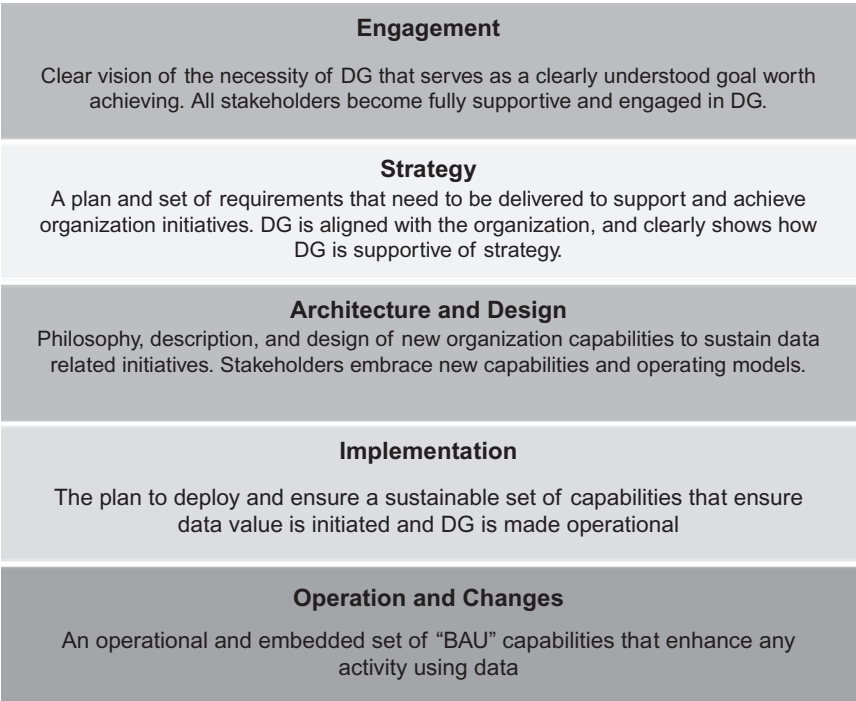 Engagement
Clear vision of the necessity of DG that serves as a clearly understood goal worth
achieving. All stakeholders become fully supportive and engaged in DG.
Strategy
A plan and set of requirements that need to be delivered to support and achieve
organization initiatives. DG is aligned with the organization, and clearly shows how
DG is supportive of strategy.
Architecture and Design
Philosophy, description, and design of new organization capabilities to sustain data
related initiatives. Stakeholders embrace new capabilities and operating models.
Implementation
The plan to deploy and ensure a sustainable set of capabilities that ensure
data value is initiated and DG is made operational
Operation and Changes
An operational and embedded set of “BAU” capabilities that enhance any
activity using data